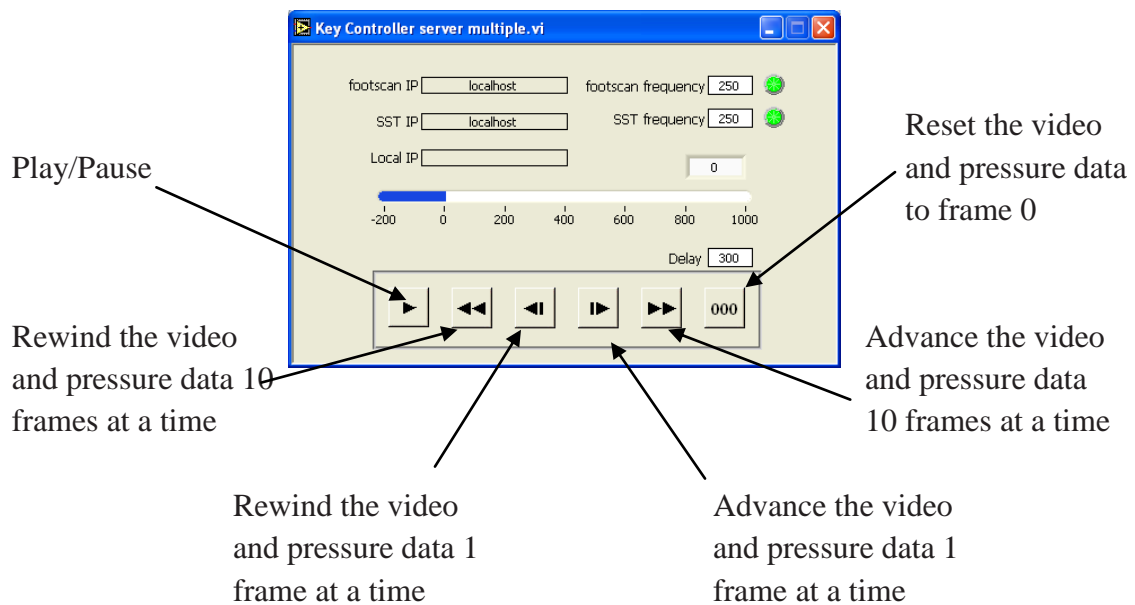 Key Controller server multiple.vi
footscan IP localhost footscan frequency 250
SST IP localhost SST frequency 250
Local IP
0
-200 0 200 400 600 800 1000
Delay 300
000
Play/Pause
Reset the video
and pressure data
to frame 0
Rewind the video
and pressure data 10
frames at a time
Advance the video
and pressure data
10 frames at a time
Rewind the video
and pressure data 1
frame at a time
Advance the video
and pressure data 1
frame at a time